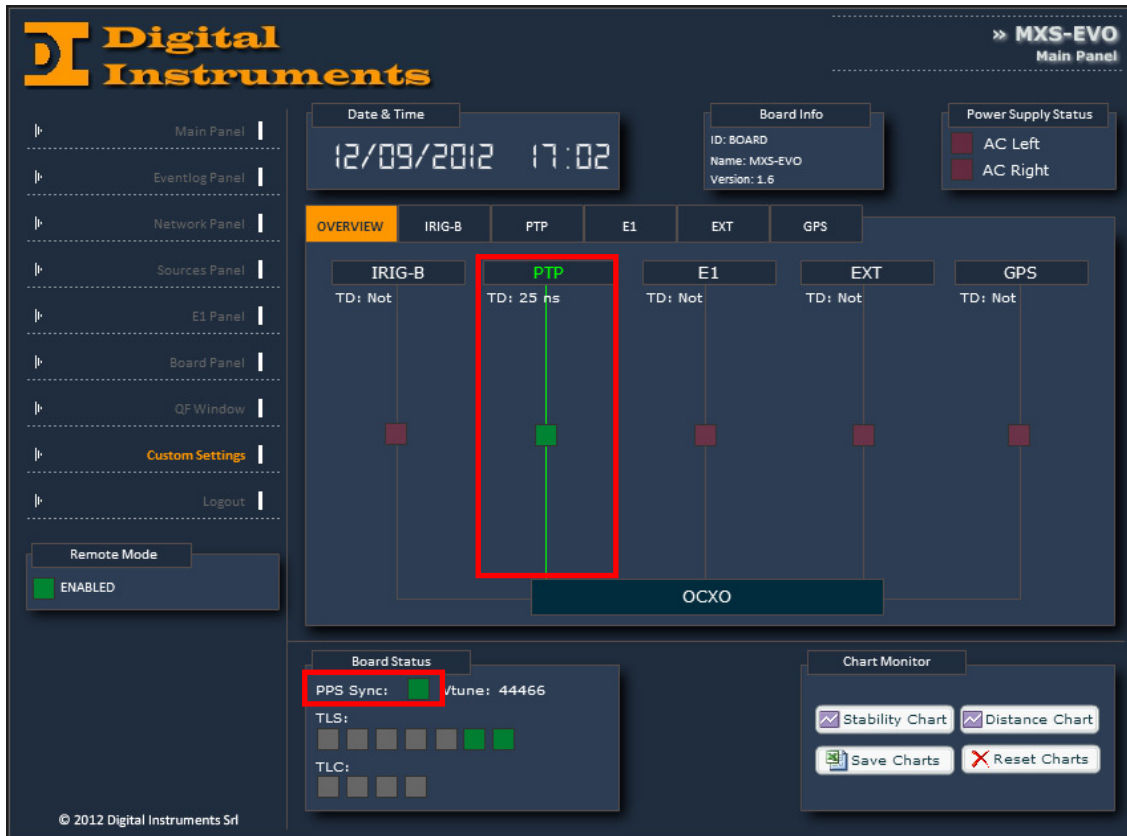 Digital
Instruments
» MXS-EVO
Main Panel
Main Panel
Eventlog Panel
Network Panel
Sources Panel
E1 Panel
Board Panel
QF Window
Custom Settings
Logout
Remote Mode
ENABLED
© 2012 Digital Instruments Srl
Date & Time
12/09/2012 17:02
Board Info
ID: BOARD
Name: MXS-EVO
Version: 1.6
Power Supply Status
AC Left
AC Right
OVERVIEW IRIG-B PTP E1 EXT GPS
IRIG-B PTP E1 EXT GPS
TD: Not TD: 25 ns TD: Not TD: Not TD: Not
OCXO
Board Status
PPS Sync: Vtune: 44466
TLS:
TLC:
Chart Monitor
Stability Chart Distance Chart
Save Charts Reset Charts